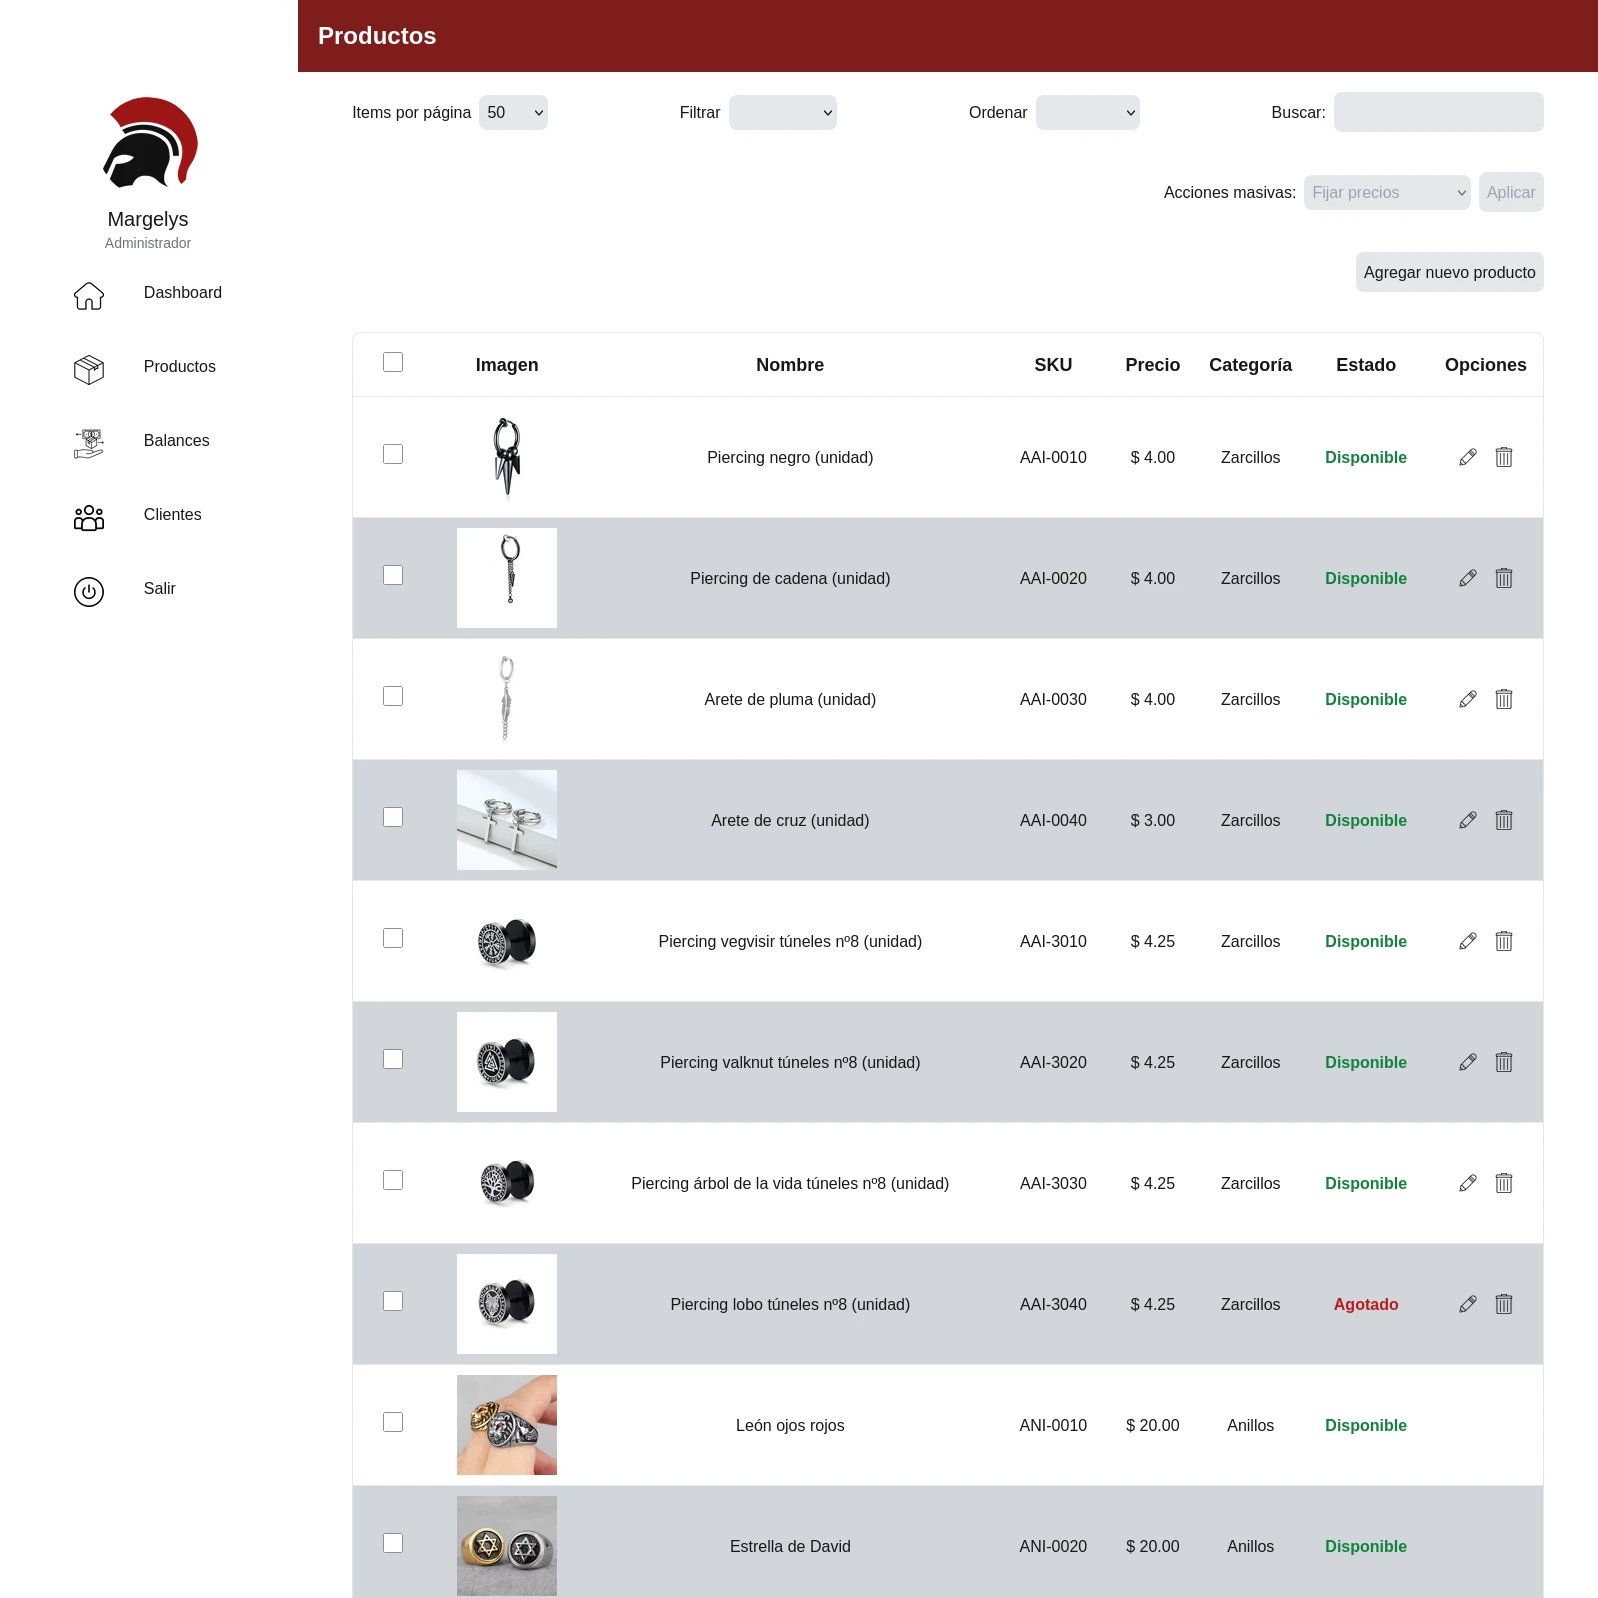 Productos
Items por página 50 Filtrar Ordenar Buscar:
Margelys
Administrador
Acciones masivas: Fijar precios Aplicar
Agregar nuevo producto
Dashboard
Productos
Balances
Clientes
Salir
Imagen Nombre SKU Precio Categoría Estado Opciones
Piercing negro (unidad) AAI-0010 $ 4.00 Zarcillos Disponible
Piercing de cadena (unidad) AAI-0020 $ 4.00 Zarcillos Disponible
Arete de pluma (unidad) AAI-0030 $ 4.00 Zarcillos Disponible
Arete de cruz (unidad) AAI-0040 $ 3.00 Zarcillos Disponible
Piercing vegvisir túneles nº8 (unidad) AAI-3010 $ 4.25 Zarcillos Disponible
Piercing valknut túneles nº8 (unidad) AAI-3020 $ 4.25 Zarcillos Disponible
Piercing árbol de la vida túneles nº8 (unidad) AAI-3030 $ 4.25 Zarcillos Disponible
Piercing lobo túneles nº8 (unidad) AAI-3040 $ 4.25 Zarcillos Agotado
León ojos rojos ANI-0010 $ 20.00 Anillos Disponible
Estrella de David ANI-0020 $ 20.00 Anillos Disponible